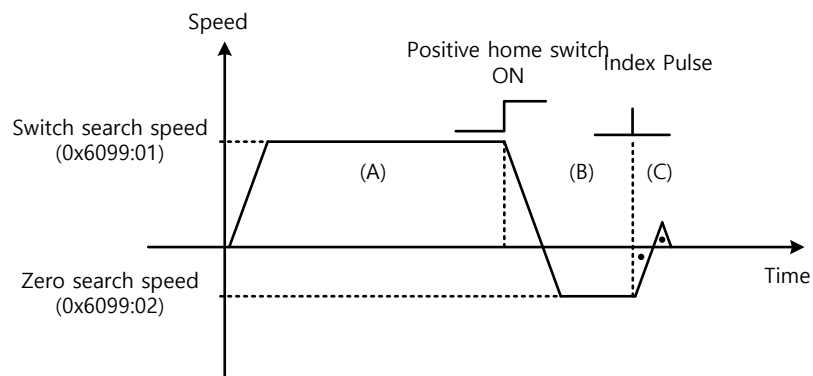 Speed
Positive home switch
ON
Index Pulse
Switch search speed
(0x6099:01)
(A)
(B)
(C)
Zero search speed
(0x6099:02)
Time